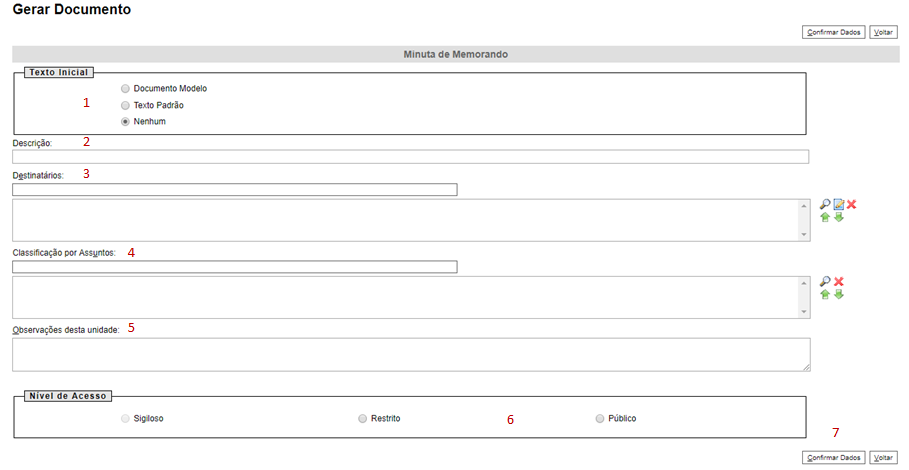 Gerar Documento
Confirmar Dados Voltar
Minuta de Memorando
Texto Inicial
Documento Modelo
1 Texto Padrão
Nenhum
Descrição: 2
Destinatários: 3
Classificação por Assuntos: 4
Observações desta unidade: 5
Nível de Acesso
Sigiloso Restrito 6 Público
7
Confirmar Dados Voltar